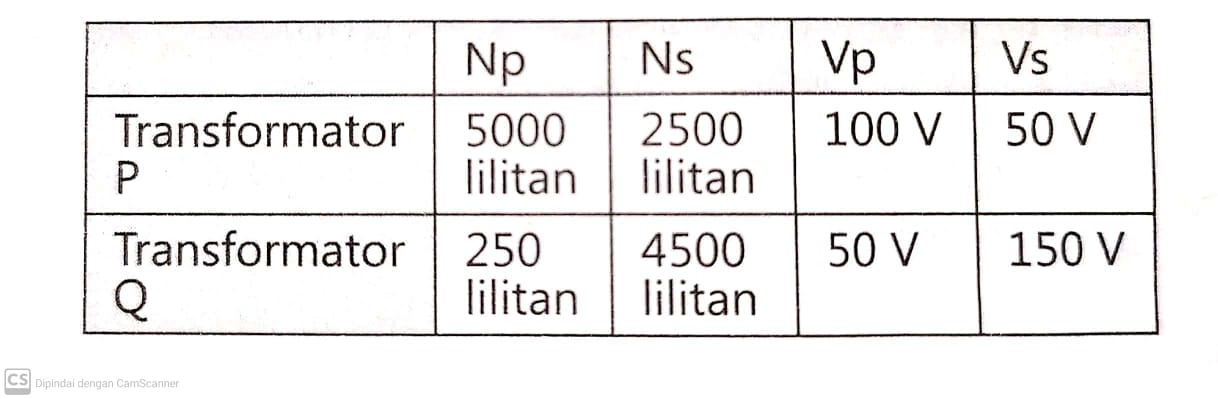 Np Ns Vp Vs
Transformator P 5000 lilitan 2500 lilitan 100 V 50 V
Transformator Q 250 lilitan 4500 lilitan 50 V 150 V
CS Dipindai dengan CamScanner